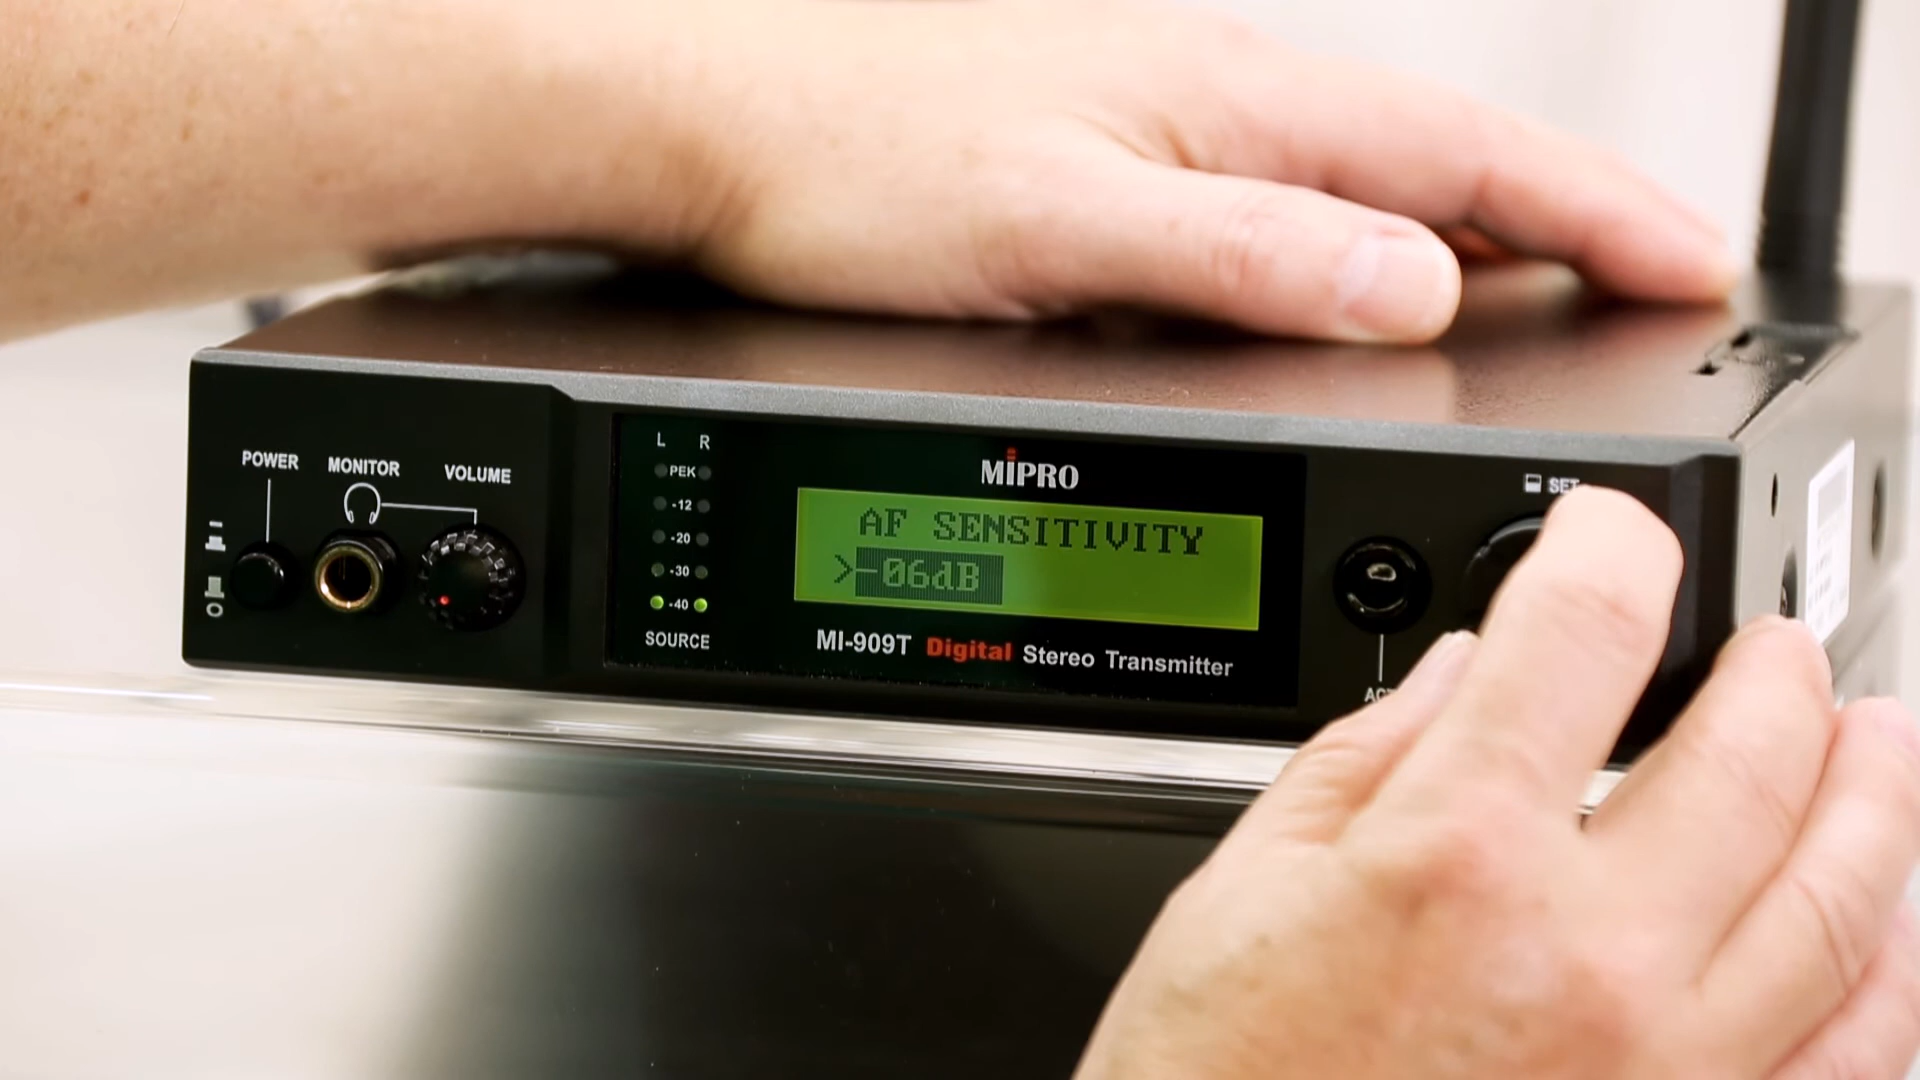 POWER
MONITOR
VOLUME
L R
PEK
-12
-20
-30
-40
SOURCE
MIPRO
AF SENSITIVITY
>-06dB
MI-909T Digital Stereo Transmitter
SET